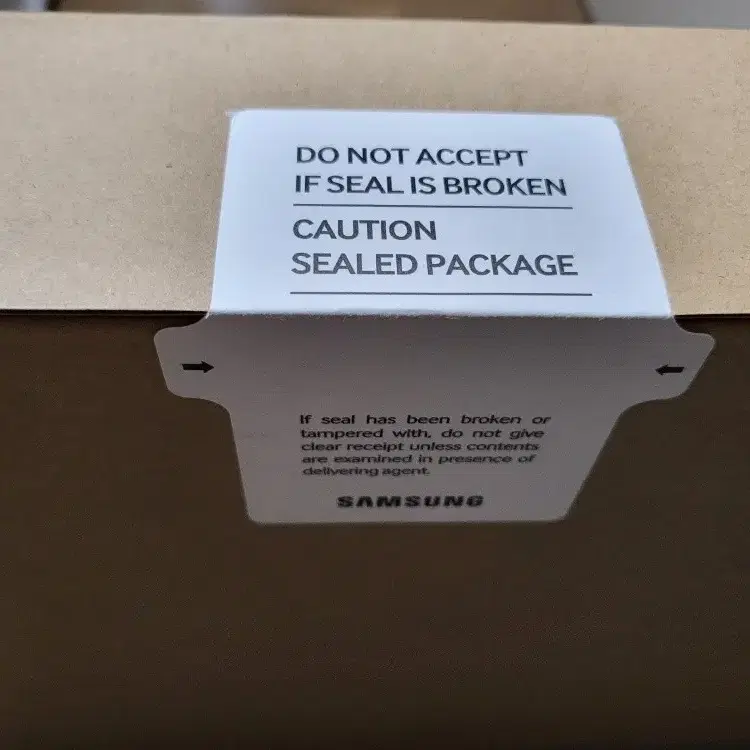 DO NOT ACCEPT
IF SEAL IS BROKEN
CAUTION
SEALED PACKAGE
If seal has been broken or
tampered with, do not give
clear receipt unless contents
are examined in presence of
delivering agent.
SAMSUNG